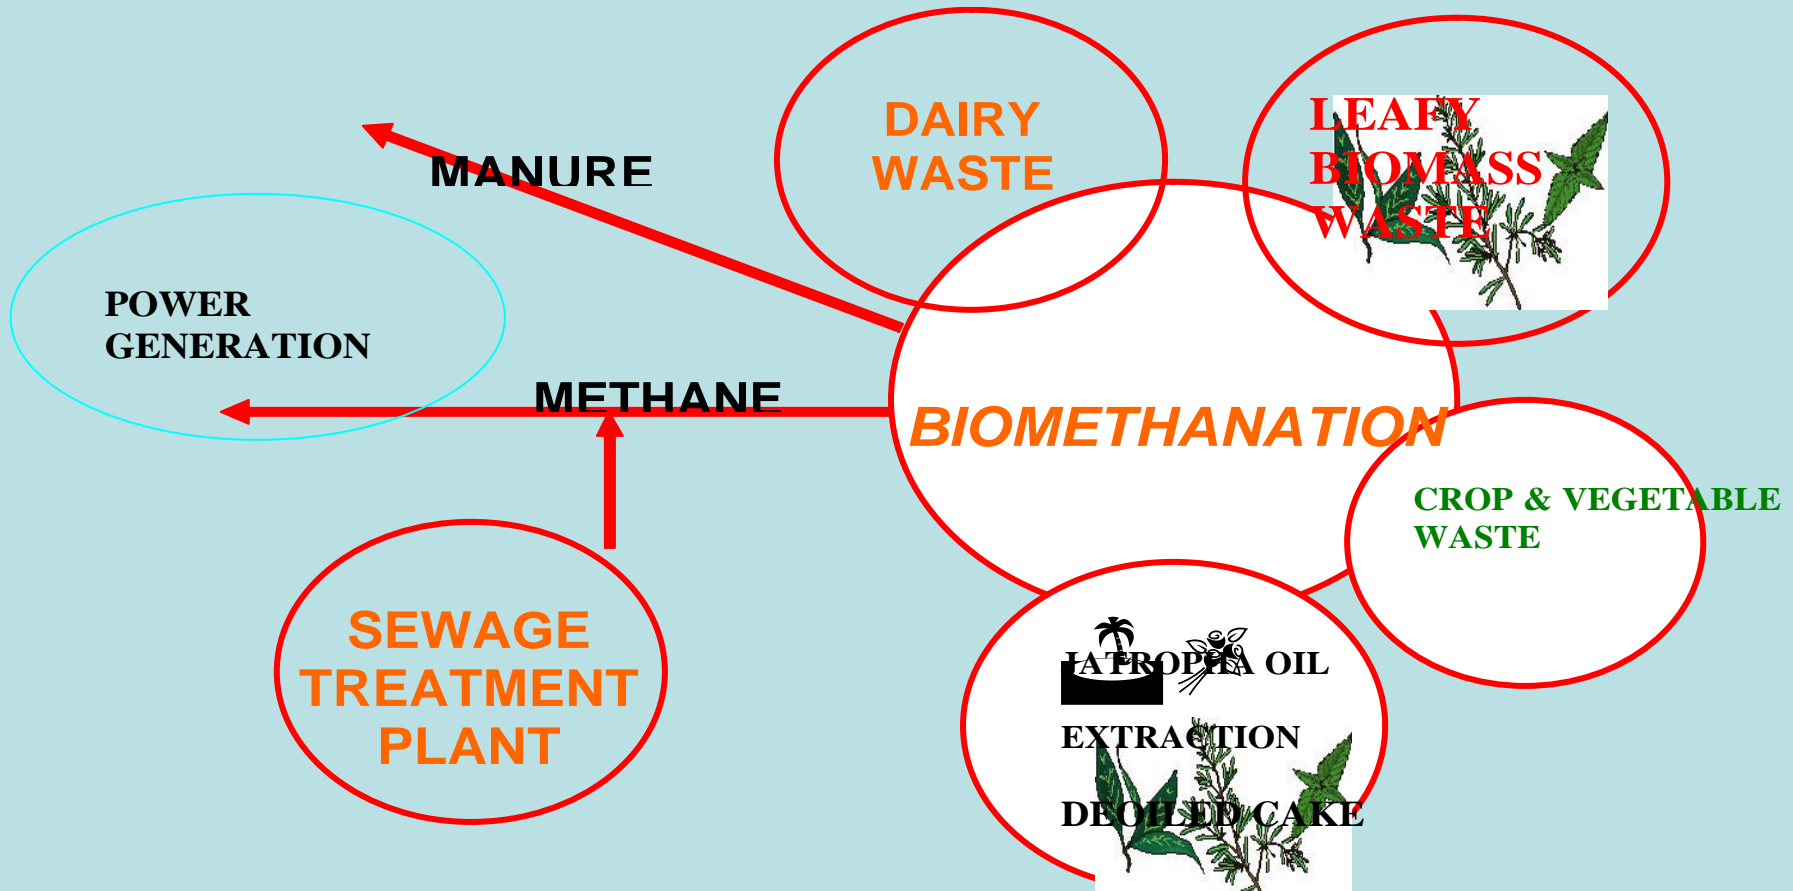 DAIRY
WASTE
LEAFY
BIOMASS
WASTE
MANURE
POWER
GENERATION
METHANE
BIOMETHANATION
CROP & VEGETABLE
WASTE
SEWAGE
TREATMENT
PLANT
JATROPHA OIL
EXTRACTION
DEOILED CAKE